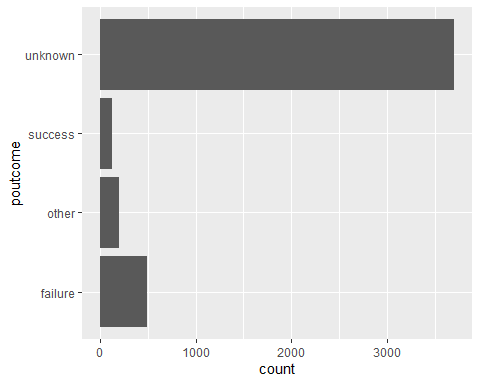 unknown
success
other
failure
poutcome
0 1000 2000 3000
count